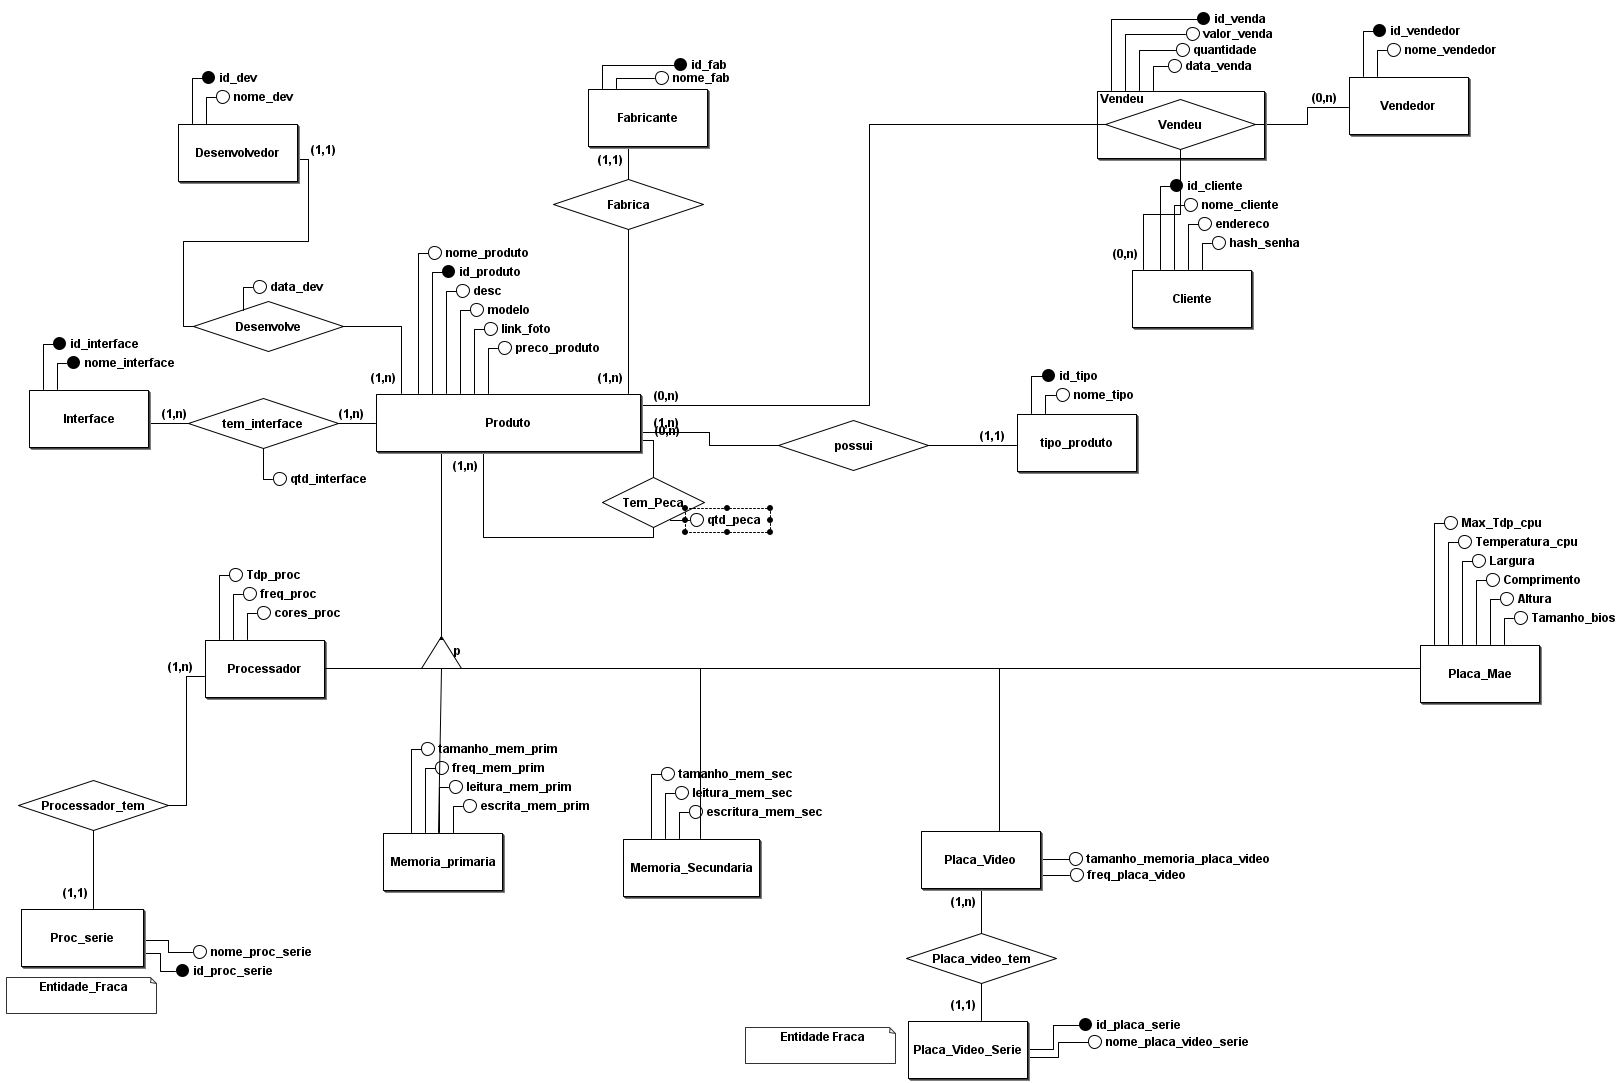 id_venda
valor_venda
quantidade
data_venda
id_vendedor
nome_vendedor
id_fab
nome_fab
id_dev
nome_dev
Vendeu
(0,n)
Vendedor
Fabricante
Vendeu
Desenvolvedor
(1,1)
(1,1)
id_cliente
nome_cliente
endereco
hash_senha
Fabrica
(0,n)
Cliente
nome_produto
id_produto
desc
modelo
link_foto
preco_produto
data_dev
Desenvolve
id_interface
nome_interface
(1,n)
(1,n)
(0,n)
id_tipo
nome_tipo
Interface
(1,n)
tem_interface
(1,n)
Produto
(1,n)
(0,n)
possui
(1,1)
tipo_produto
(1,n)
qtd_interface
Tem_Peca
qtd_peca
Max_Tdp_cpu
Temperatura_cpu
Largura
Comprimento
Altura
Tamanho_bios
Tdp_proc
freq_proc
cores_proc
p
(1,n)
Processador
Placa_Mae
tamanho_mem_prim
freq_mem_prim
leitura_mem_prim
escrita_mem_prim
tamanho_mem_sec
leitura_mem_sec
escritura_mem_sec
Processador_tem
Memoria_primaria
Memoria_Secundaria
Placa_Video
tamanho_memoria_placa_video
freq_placa_video
(1,1)
(1,n)
Proc_serie
nome_proc_serie
id_proc_serie
Placa_video_tem
Entidade_Fraca
(1,1)
Entidade Fraca
Placa_Video_Serie
id_placa_serie
nome_placa_video_serie